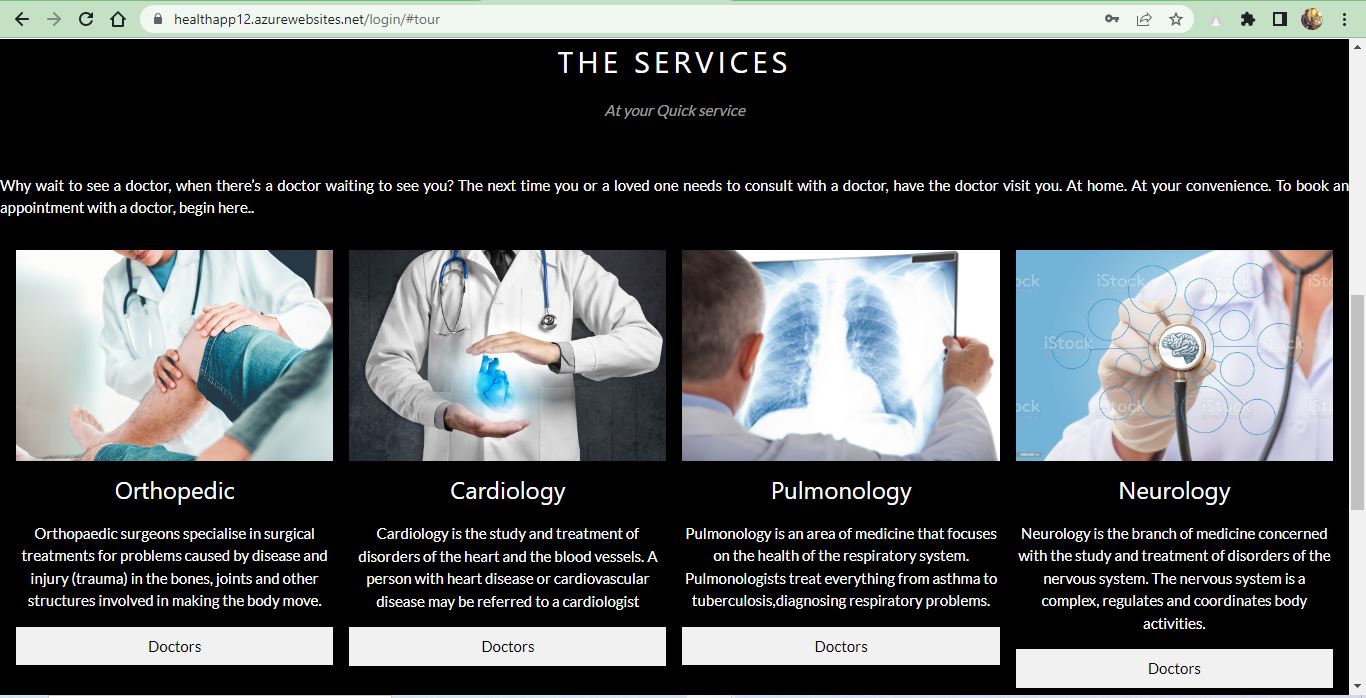 healthapp12.azurewebsites.net/login/#tour
THE SERVICES
At your Quick service
Why wait to see a doctor, when there's a doctor waiting to see you? The next time you or a loved one needs to consult with a doctor, have the doctor visit you. At home. At your convenience. To book an
appointment with a doctor, begin here..
iStock
iStock
iStock
iStock
iStock
Orthopedic
Orthopaedic surgeons specialise in surgical
treatments for problems caused by disease and
injury (trauma) in the bones, joints and other
structures involved in making the body move.
Doctors
Cardiology
Cardiology is the study and treatment of
disorders of the heart and the blood vessels. A
person with heart disease or cardiovascular
disease may be referred to a cardiologist
Doctors
Pulmonology
Pulmonology is an area of medicine that focuses
on the health of the respiratory system.
Pulmonologists treat everything from asthma to
tuberculosis,diagnosing respiratory problems.
Doctors
Neurology
Neurology is the branch of medicine concerned
with the study and treatment of disorders of the
nervous system. The nervous system is a
complex, regulates and coordinates body
activities.
Doctors